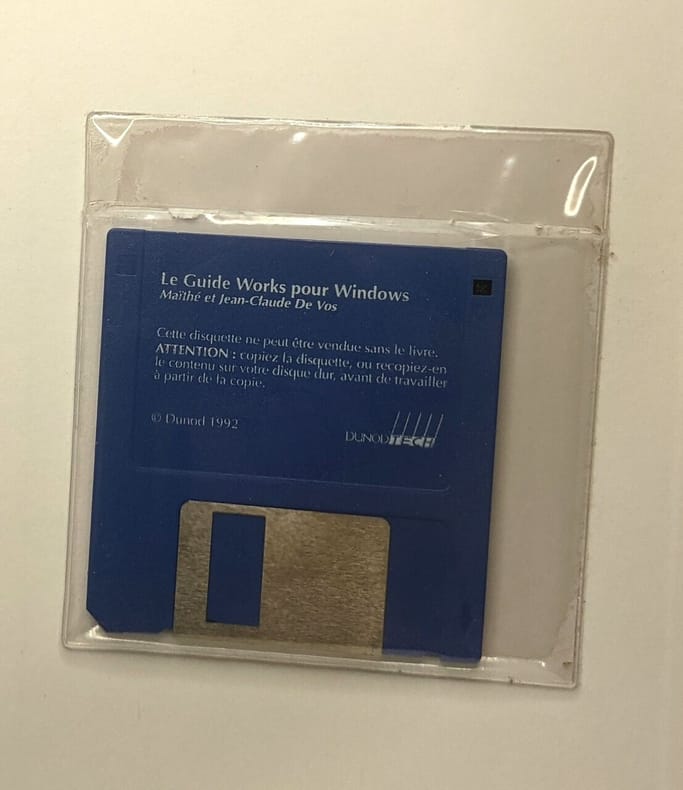 Le Guide Works pour Windows
Maïthé et Jean-Claude De Vos
Cette disquette ne peut être vendue sans le livre.
ATTENTION : copiez la disquette, ou recopiez-en
le contenu sur votre disque dur, avant de travailler
à partir de la copie.
© Dunod 1992
DUNOD TECH